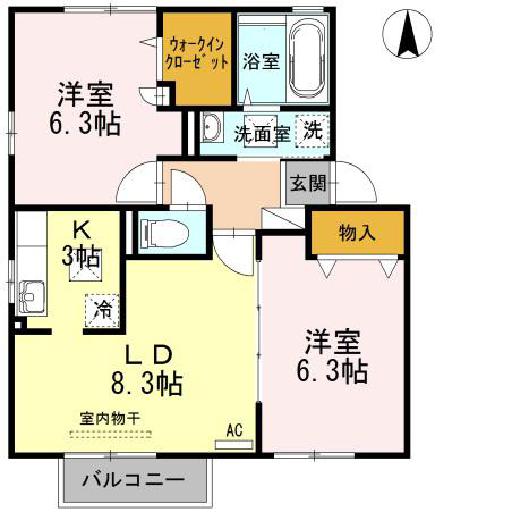 ウォークイン
クローゼット
浴室
洋室
6.3帖
洗面室
洗
玄関
K
3帖
物入
冷
LD
8.3帖
洋室
6.3帖
室内物干
AC
バルコニー